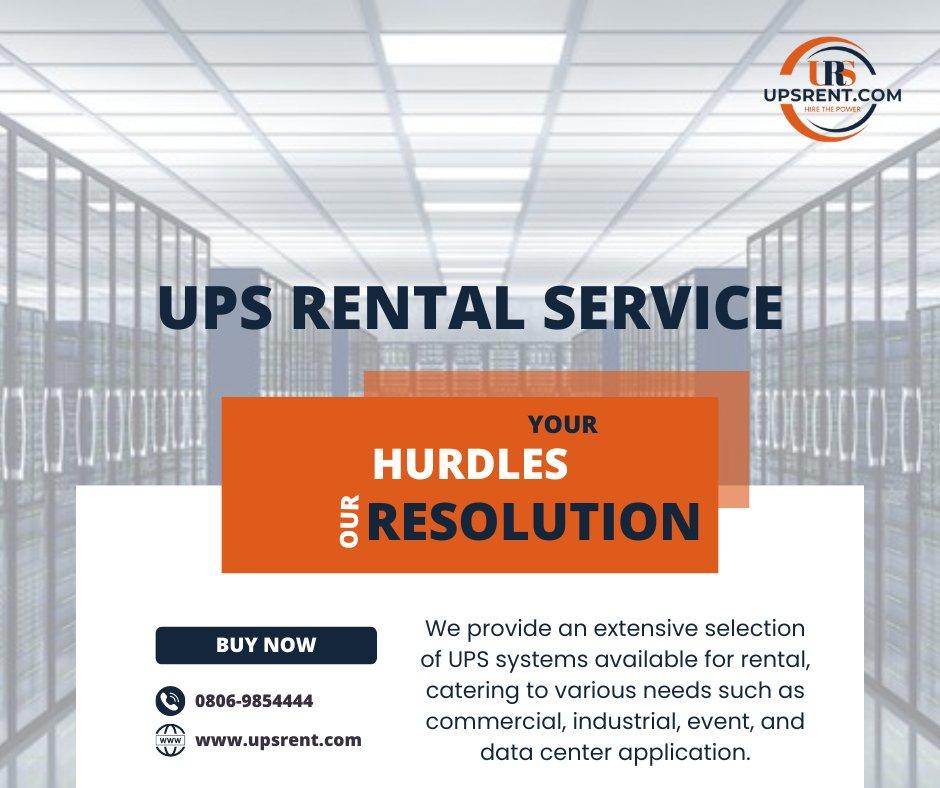 URS
UPSRENT.COM
HIRE THE POWER
UPS RENTAL SERVICE
YOUR
HURDLES
OUR
RESOLUTION
BUY NOW
0806-9854444
www
www.upsrent.com
We provide an extensive selection
of UPS systems available for rental,
catering to various needs such as
commercial, industrial, event, and
data center application.